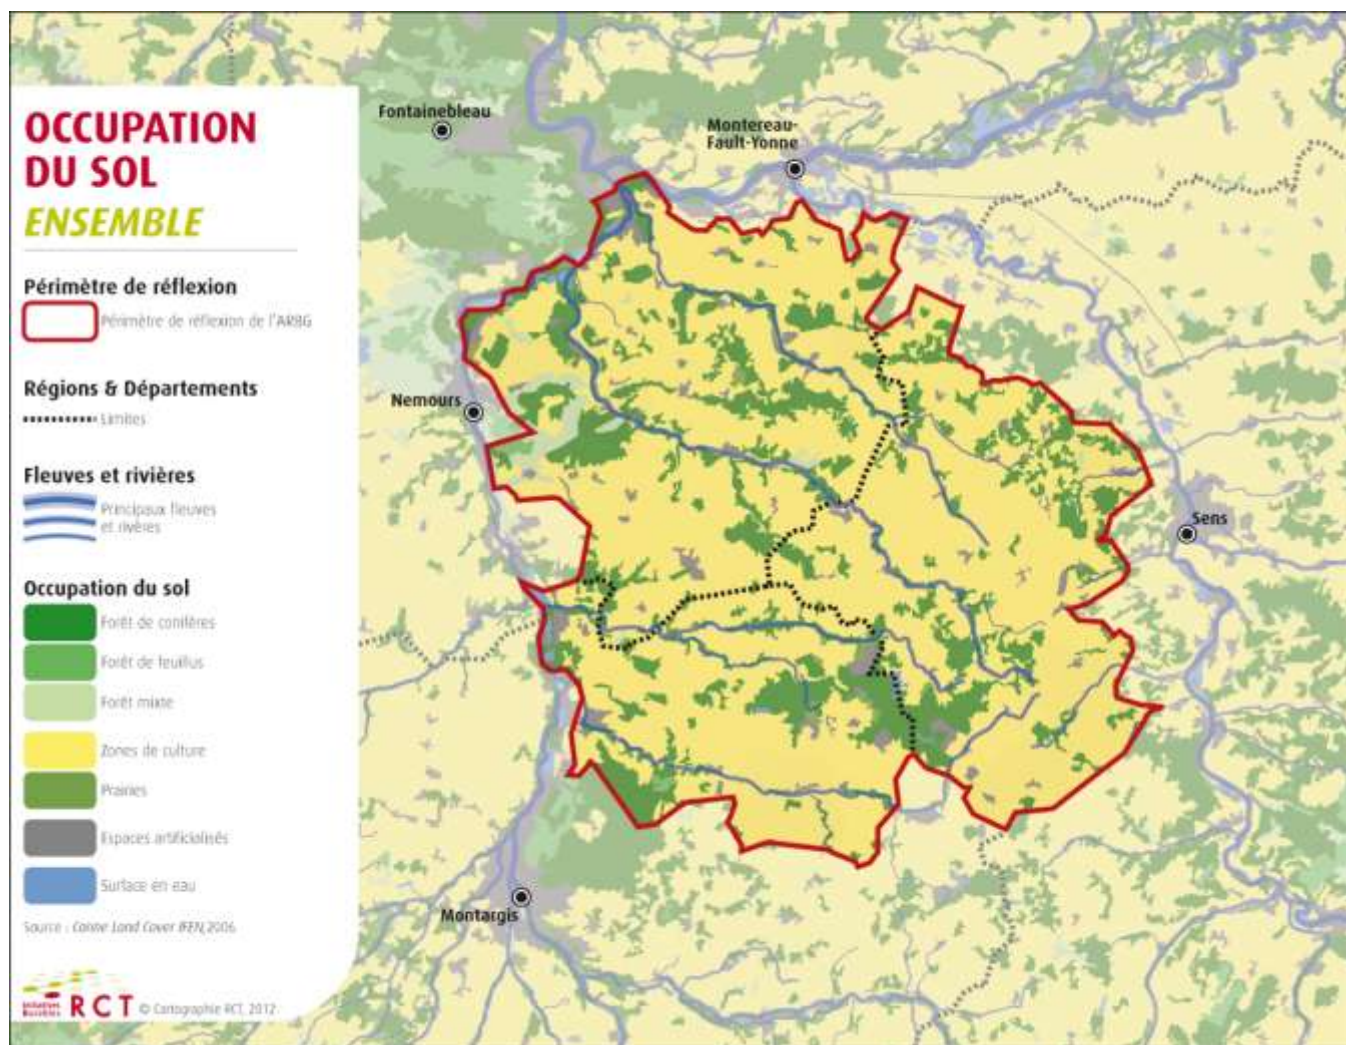 OCCUPATION
DU SOL
ENSEMBLE
Périmètre de réflexion
Périmètre de réflexion de l'ARBG
Régions & Départements
Limites
Fleuves et rivières
Principaux fleuves
et rivères
Occupation du sol
Forêt de conifères
Forêt de feuillus
Forêt mixte
Zones de culture
Prairies
Espaces artificialisés
Surface en eau
Source : Corine Land Cover IFEN, 2006
RCT © Cartographie RCT, 2012
Fontainebleau
Montereau-
Fault-Yonne
Nemours
Sens
Montargis